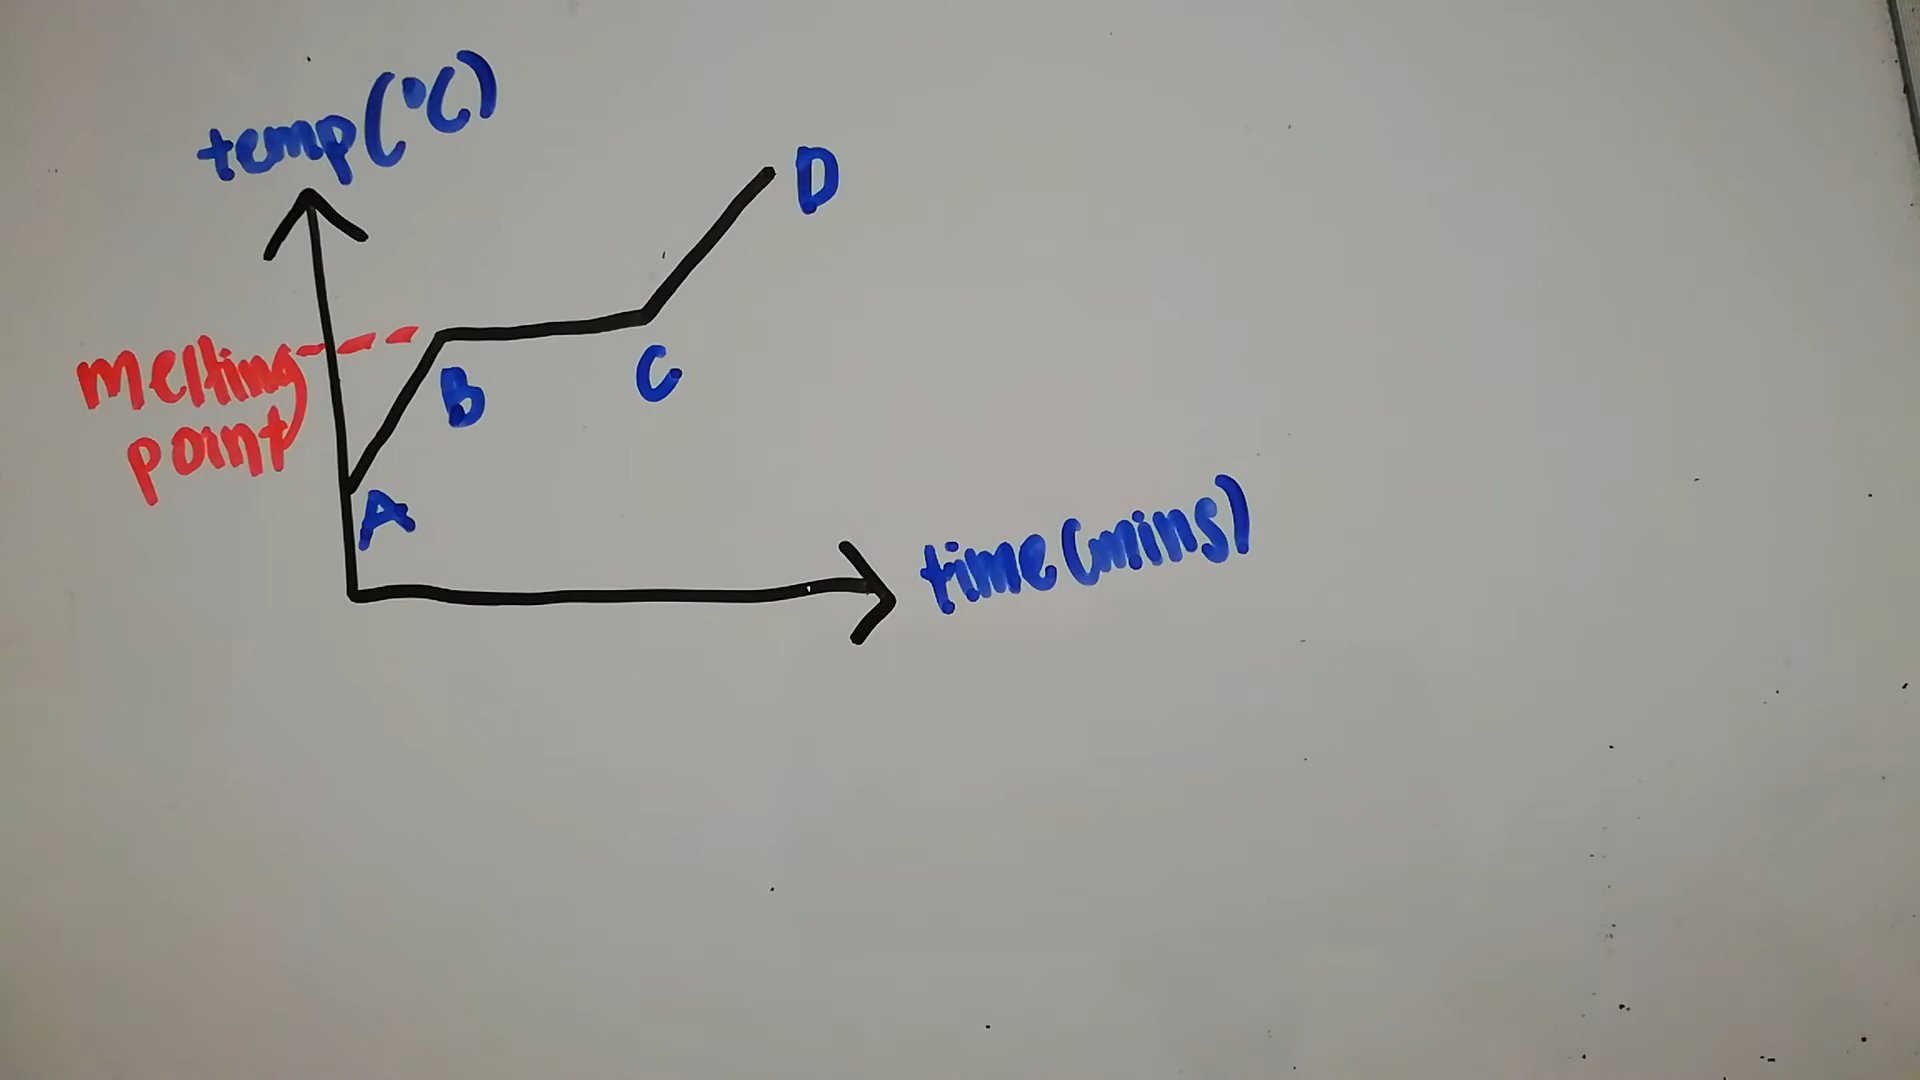 temp(°C)
D
melting
point
B
C
A
time(mins)